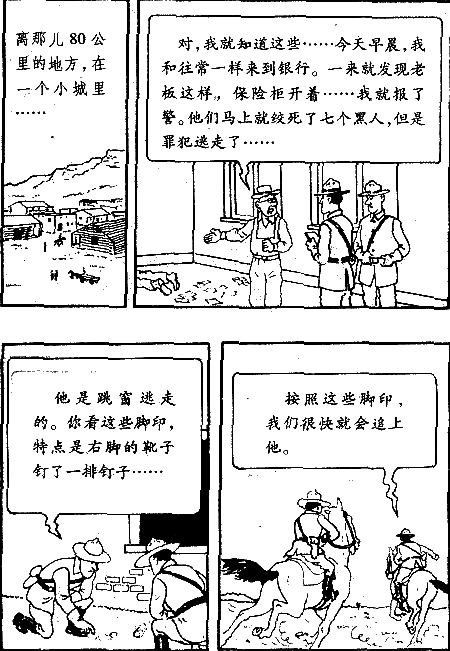 离那儿80公
里的地方,在
一个小城里
……
对,我就知道这些……今天早晨,我
和往常一样来到银行。一来就发现老
板这样,保险柜开着……我就报了
警。他们马上就绞死了七个黑人,但是
罪犯逃走了……
他是跳窗逃走
的。你看这些脚印,
特点是右脚的靴子
钉了一排钉子……
按照这些脚印,
我们很快就会追上
他。